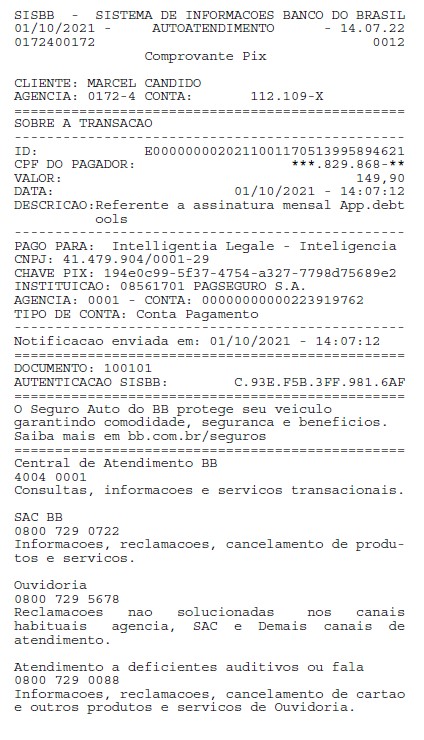 SISBB - SISTEMA DE INFORMACOES BANCO DO BRASIL
01/10/2021 - AUTOATENDIMENTO - 14.07.22
0172400172 0012
Comprovante Pix
CLIENTE: MARCEL CANDIDO
AGENCIA: 0172-4 CONTA: 112.109-X
================================================
SOBRE A TRANSACAO
------------------------------------------------
ID: E0000000020211001170513995894621
CPF DO PAGADOR: ***.829.868-**
VALOR: 149,90
DATA: 01/10/2021 - 14:07:12
DESCRICAO:Referente a assinatura mensal App.debt
ools
------------------------------------------------
PAGO PARA: Intelligentia Legale - Inteligencia
CNPJ: 41.479.904/0001-29
CHAVE PIX: 194e0c99-5f37-4754-a327-7798d75689e2
INSTITUICAO: 08561701 PAGSEGURO S.A.
AGENCIA: 0001 - CONTA: 00000000000223919762
TIPO DE CONTA: Conta Pagamento
------------------------------------------------
Notificacao enviada em: 01/10/2021 - 14:07:12
================================================
DOCUMENTO: 100101
AUTENTICACAO SISBB: C.93E.F5B.3FF.981.6AF
================================================
O Seguro Auto do BB protege seu veiculo
garantindo comodidade, seguranca e beneficios.
Saiba mais em bb.com.br/seguros
================================================
Central de Atendimento BB
4004 0001
Consultas, informacoes e servicos transacionais.
SAC BB
0800 729 0722
Informacoes, reclamacoes, cancelamento de produ-
tos e servicos.
Ouvidoria
0800 729 5678
Reclamacoes nao solucionadas nos canais
habituais agencia, SAC e Demais canais de
atendimento.
Atendimento a deficientes auditivos ou fala
0800 729 0088
Informacoes, reclamacoes, cancelamento de cartao
e outros produtos e servicos de Ouvidoria.